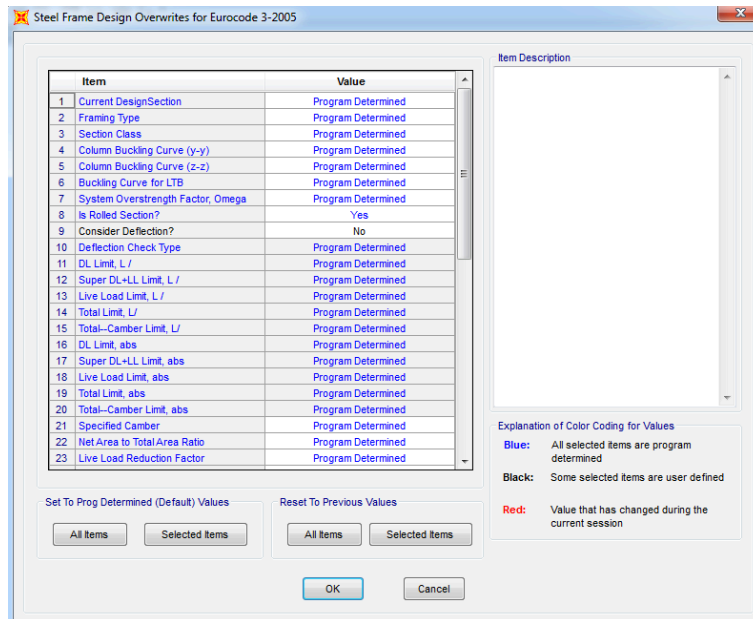 Steel Frame Design Overwrites for Eurocode 3-2005
Item Value
1 Current DesignSection Program Determined
2 Framing Type Program Determined
3 Section Class Program Determined
4 Column Buckling Curve (y-y) Program Determined
5 Column Buckling Curve (z-z) Program Determined
6 Buckling Curve for LTB Program Determined
7 System Overstrength Factor, Omega Program Determined
8 Is Rolled Section? Yes
9 Consider Deflection? No
10 Deflection Check Type Program Determined
11 DL Limit, L / Program Determined
12 Super DL+LL Limit, L / Program Determined
13 Live Load Limit, L / Program Determined
14 Total Limit, L/ Program Determined
15 Total--Camber Limit, L/ Program Determined
16 DL Limit, abs Program Determined
17 Super DL+LL Limit, abs Program Determined
18 Live Load Limit, abs Program Determined
19 Total Limit, abs Program Determined
20 Total--Camber Limit, abs Program Determined
21 Specified Camber Program Determined
22 Net Area to Total Area Ratio Program Determined
23 Live Load Reduction Factor Program Determined
Set To Prog Determined (Default) Values
All Items Selected Items
Reset To Previous Values
All Items Selected Items
OK Cancel
Item Description
Explanation of Color Coding for Values
Blue: All selected items are program
determined
Black: Some selected items are user defined
Red: Value that has changed during the
current session